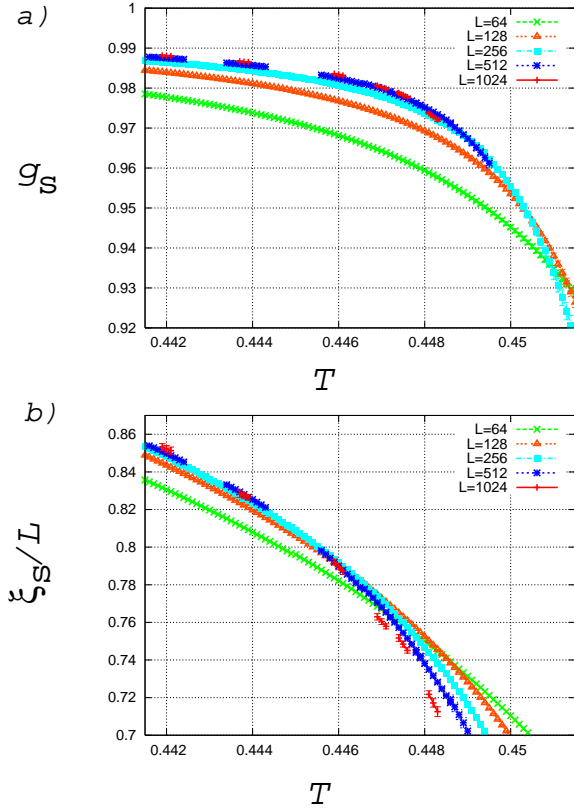 a)
1
0.99
0.98
0.97
0.96
0.95
0.94
0.93
0.92
g_S
L=64
L=128
L=256
L=512
L=1024
0.442 0.444 0.446 0.448 0.45
T
b)
0.86
0.84
0.82
0.8
0.78
0.76
0.74
0.72
0.7
ξ_S/L
L=64
L=128
L=256
L=512
L=1024
0.442 0.444 0.446 0.448 0.45
T